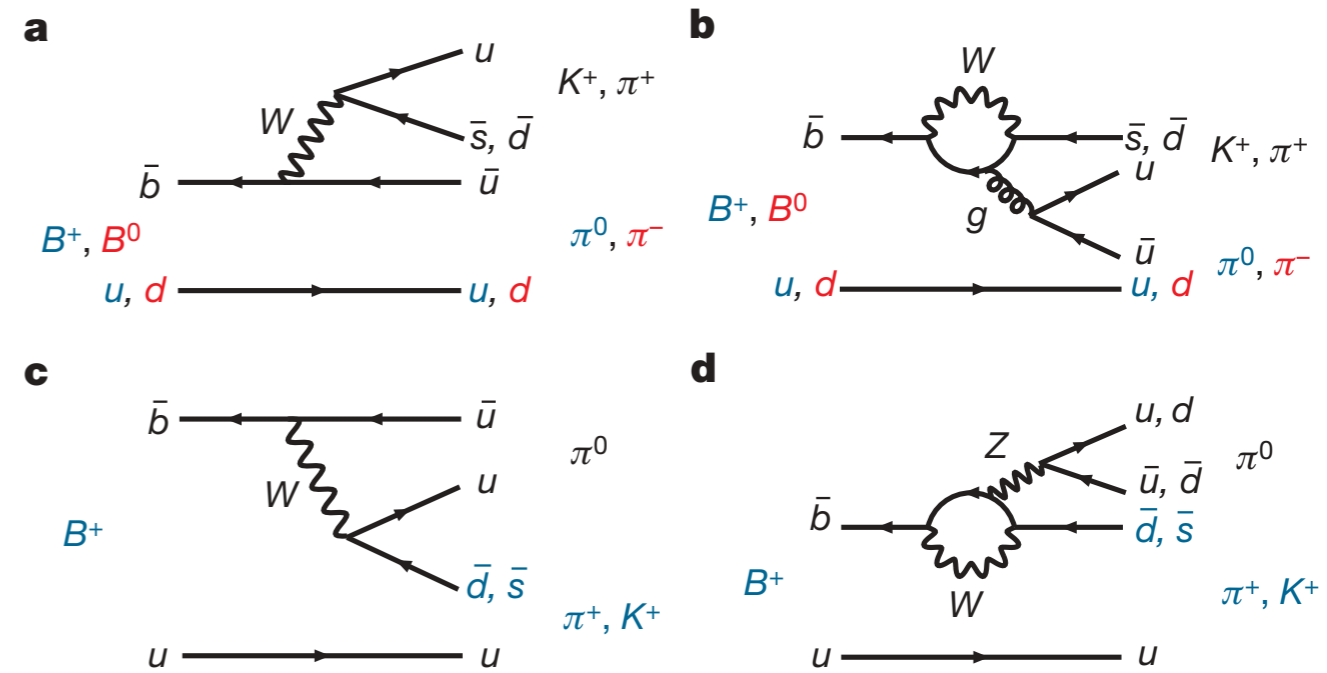 a
u
K⁺, π⁺
W
s̄, d̄
b̄
ū
B⁺, B⁰
π⁰, π⁻
u, d
u, d
b
W
b̄
s̄, d̄
K⁺, π⁺
u
B⁺, B⁰
g
ū
π⁰, π⁻
u, d
u, d
c
b̄
ū
π⁰
u
W
B⁺
d̄, s̄
π⁺, K⁺
u
u
d
u, d
Z
π⁰
ū, d̄
b̄
d̄, s̄
B⁺
W
π⁺, K⁺
u
u